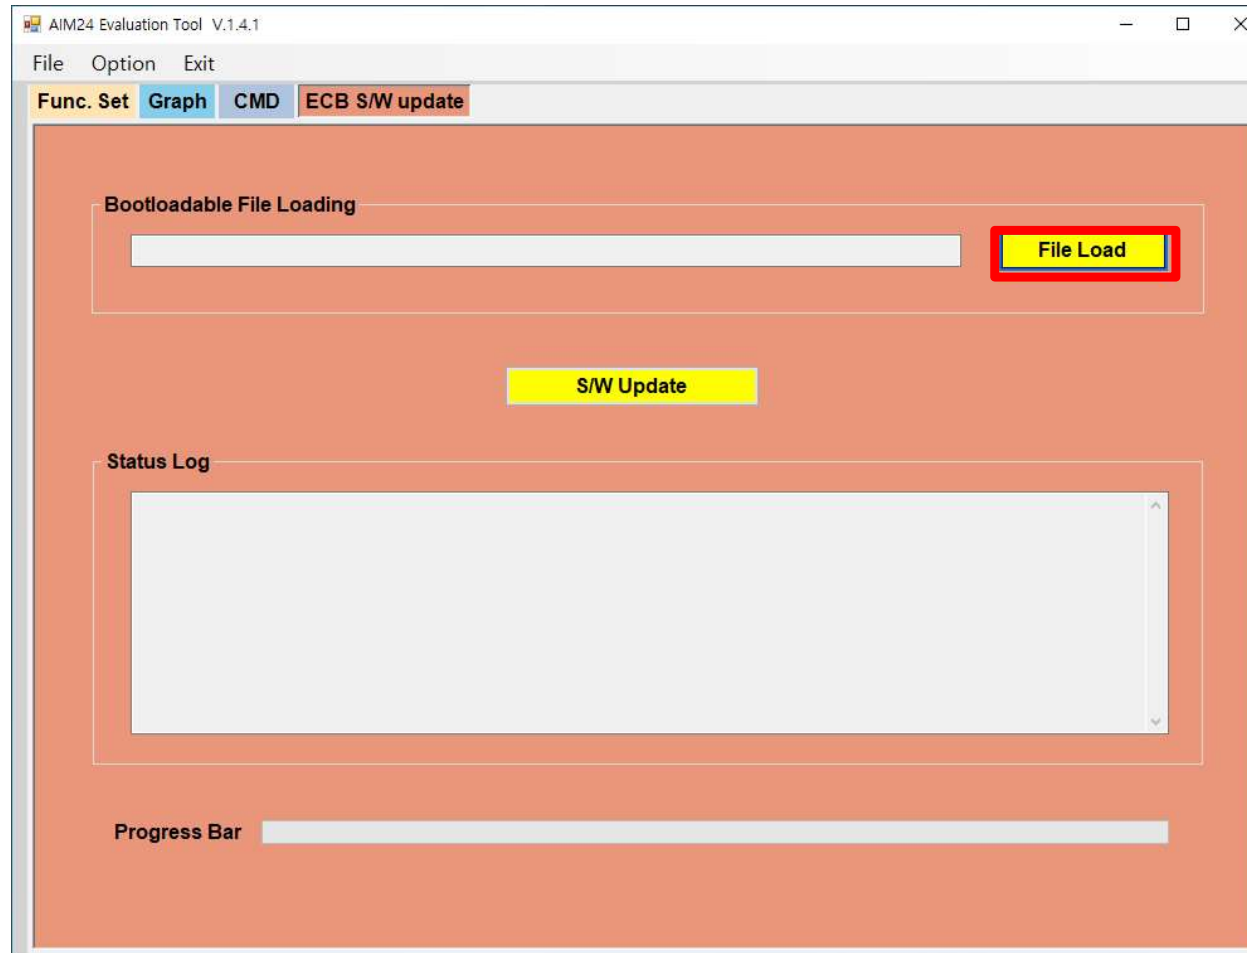 AIM24 Evaluation Tool V.1.4.1
File Option Exit
Func. Set Graph CMD ECB S/W update
Bootloadable File Loading
File Load
S/W Update
Status Log
Progress Bar